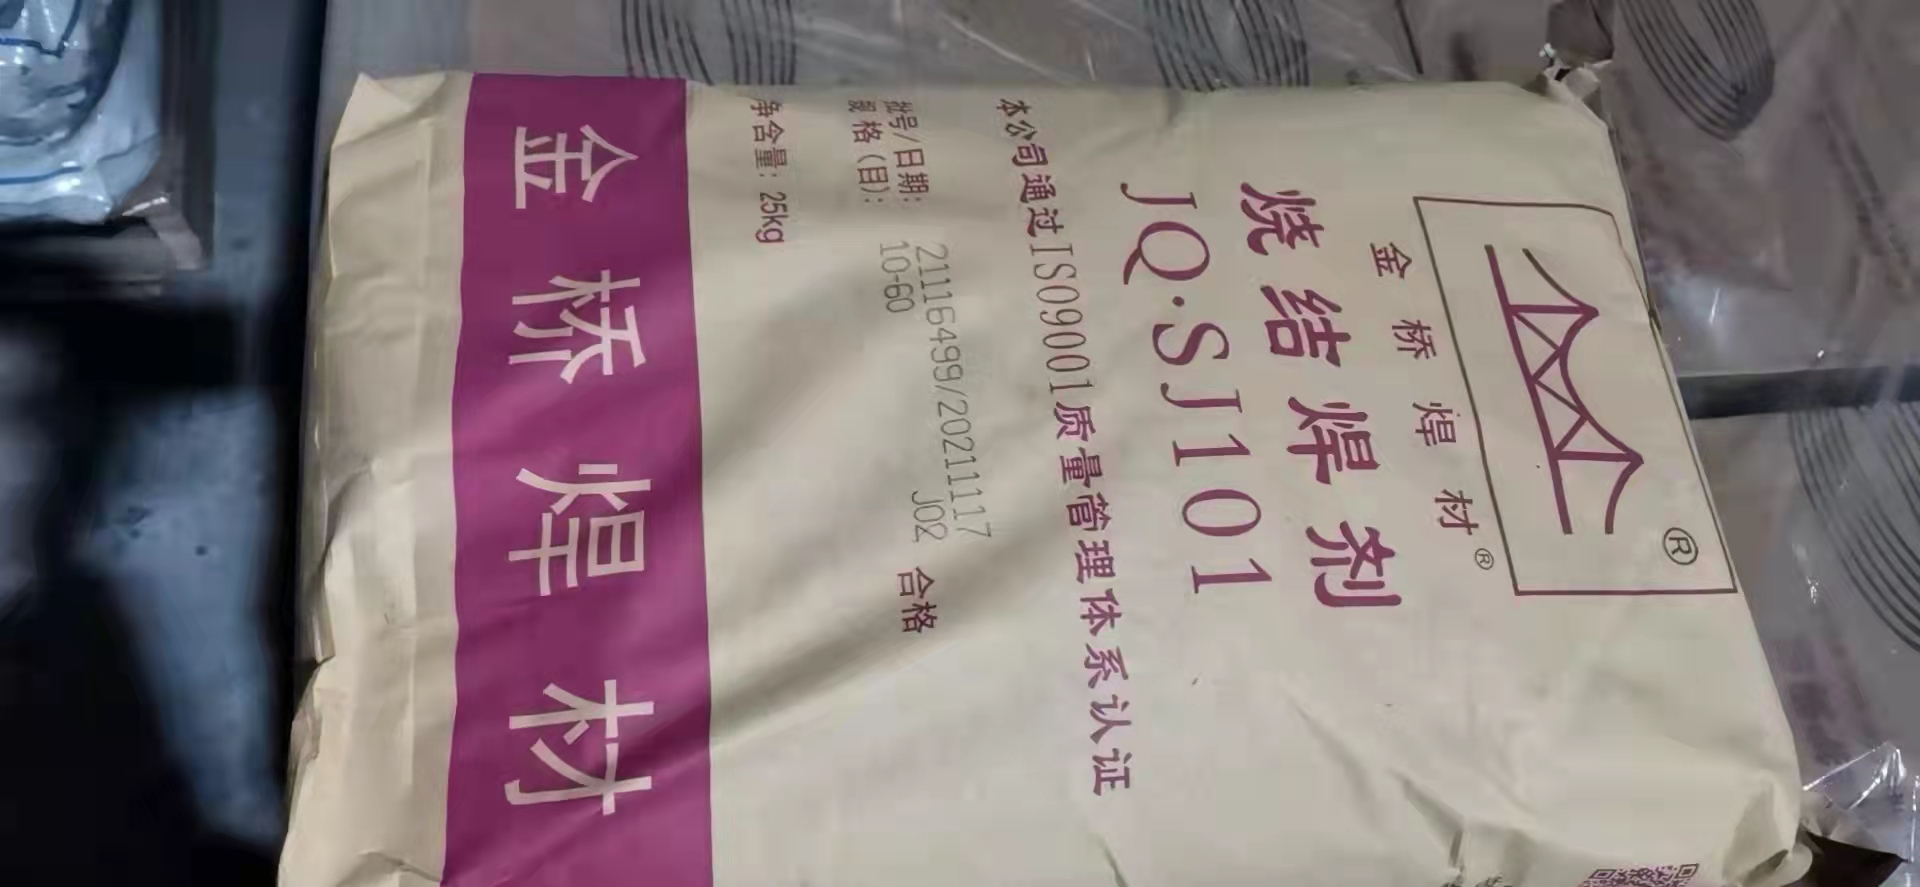 ®
金桥焊材®
烧结焊剂
JQ·SJ101
本公司通过ISO9001质量管理体系认证
批号/日期: 21116499/20211117
规格(目): 10-60 JQ2 合格
净含量: 25kg
金桥焊材